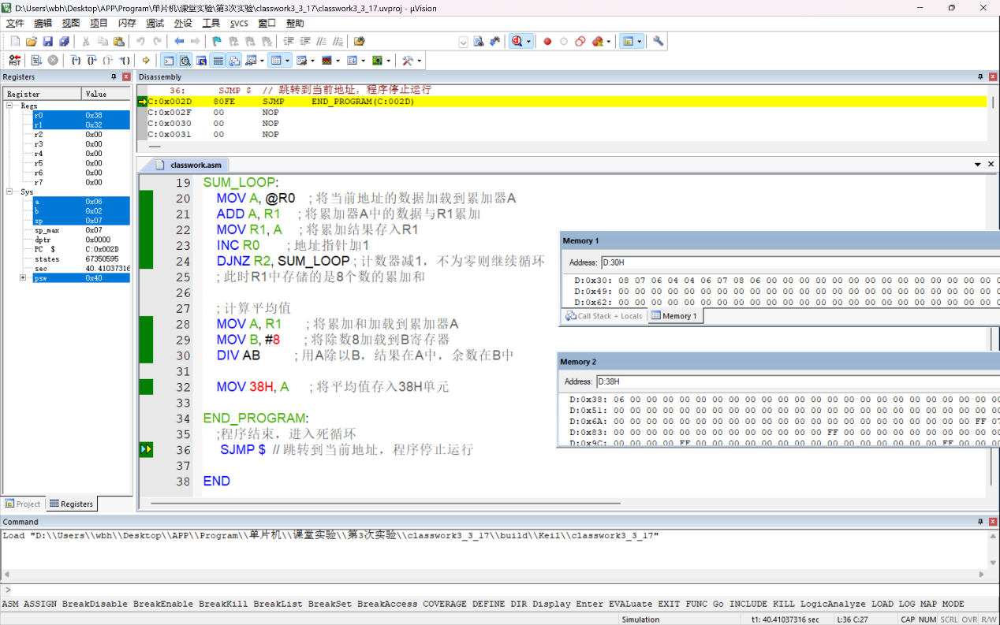 D:\Users\wbh\Desktop\APP\Program\单片机\课堂实验\第3次实验\classwork3_3_17\classwork3_3_17.uvproj - µVision
文件 编辑 视图 项目 闪存 调试 外设 工具 SVCS 窗口 帮助
Registers
Register Value
Regs
r0 0x38
r1 0x32
r2 0x00
r3 0x00
r4 0x00
r5 0x00
r6 0x00
r7 0x00
Sys
a 0x06
b 0x02
sp 0x07
sp_max 0x07
dptr 0x0000
PC $ C:0x002D
states 67350595
sec 40.41037316
psw 0x40
Project Registers
Disassembly
36: SJMP $ // 跳转到当前地址，程序停止运行
C:0x002D 80FE SJMP END_PROGRAM(C:002D)
C:0x002F 00 NOP
C:0x0030 00 NOP
C:0x0031 00 NOP
classwork.asm
19 SUM_LOOP:
20 MOV A, @R0 ; 将当前地址的数据加载到累加器A
21 ADD A, R1 ; 将累加器A中的数据与R1累加
22 MOV R1, A ; 将累加结果存入R1
23 INC R0 ; 地址指针加1
24 DJNZ R2, SUM_LOOP ; 计数器减1，不为零则继续循环
25 ; 此时R1中存储的是8个数的累加和
26
27 ; 计算平均值
28 MOV A, R1 ; 将累加和加载到累加器A
29 MOV B, #8 ; 将除数8加载到B寄存器
30 DIV AB ; 用A除以B，结果在A中，余数在B中
31
32 MOV 38H, A ; 将平均值存入38H单元
33
34 END_PROGRAM:
35 ;程序结束，进入死循环
36 SJMP $ // 跳转到当前地址，程序停止运行
37
38 END
Memory 1
Address: D:30H
D:0x30: 08 07 06 04 04 06 07 08 06 00 00 00 00 00 00 00 00 00 00 00 00 00 00 00 0
D:0x49: 00 00 00 00 00 00 00 00 00 00 00 00 00 00 00 00 00 00 00 00 00 00 00 00 0
D:0x62: 00 00 00 00 00 00 00 00 00 00 00 00 00 00 00 00 00 00 00 00 00 00 00 00 0
Call Stack + Locals Memory 1
Memory 2
Address: D:38H
D:0x38: 06 00 00 00 00 00 00 00 00 00 00 00 00 00 00 00 00 00 00 00 00 00 00 00
D:0x51: 00 00 00 00 00 00 00 00 00 00 00 00 00 00 00 00 00 00 00 00 00 00 00 00
D:0x6A: 00 00 00 00 00 00 00 00 00 00 00 00 00 00 00 00 00 00 00 00 00 00 FF 07
D:0x83: 00 00 00 00 00 00 00 00 00 00 00 00 00 FF 00 00 00 00 00 00 00 00 00 00
D:0x9C: 00 00 00 00 FF 00 00 00 00 00 00 00 00 00 00 00 00 00 00 00 FF 00 00 00
Command
Load "D:\\Users\\wbh\\Desktop\\APP\\Program\\单片机\\课堂实验\\第3次实验\\classwork3_3_17\\build\\Keil\\classwork3_3_17"
>
ASM ASSIGN BreakDisable BreakEnable BreakKill BreakList BreakSet BreakAccess COVERAGE DEFINE DIR Display Enter EVALuate EXIT FUNC Go INCLUDE KILL LogicAnalyze LOAD LOG MAP MODE
Simulation t1: 40.41037316 sec L:36 C:27 CAP NUM SCRL OVR R/W